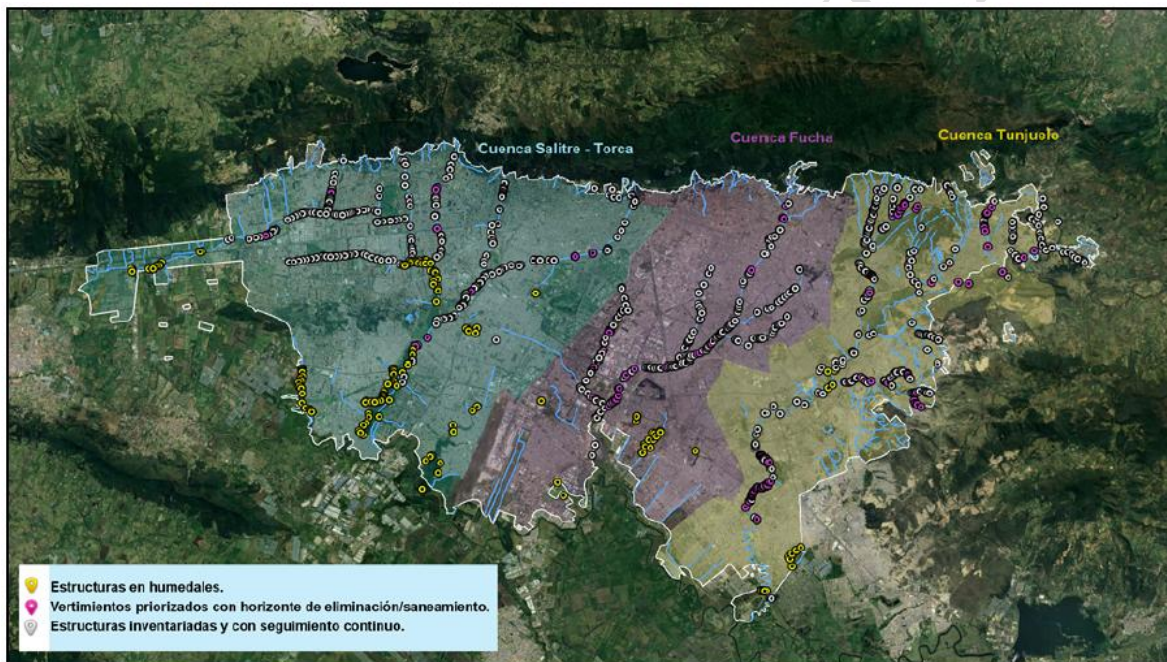 Cuenca Salitre - Torca
Cuenca Fucha
Cuenca Tunjuelo
Estructuras en humedales.
Vertimientos priorizados con horizonte de eliminación/saneamiento.
Estructuras inventariadas y con seguimiento continuo.